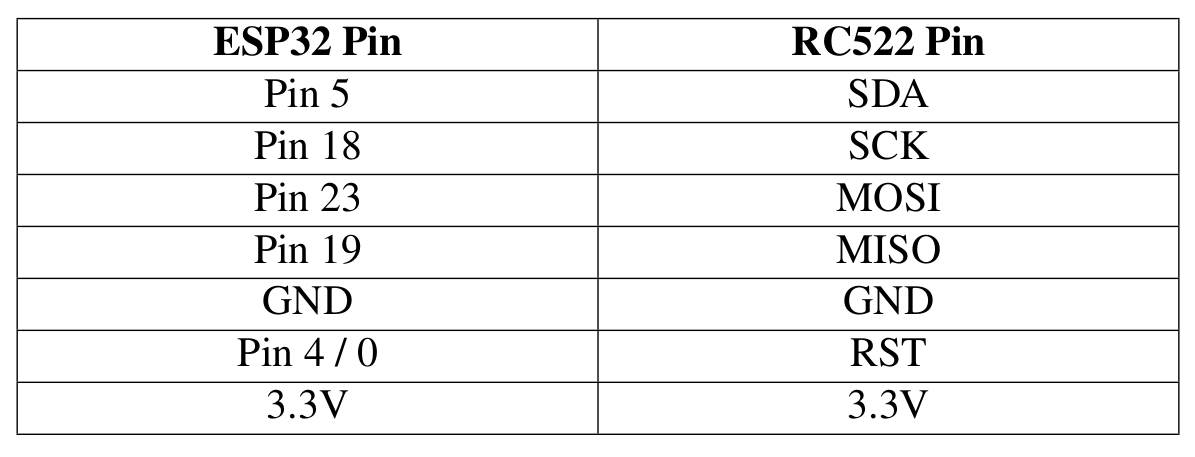 ESP32 Pin RC522 Pin
Pin 5 SDA
Pin 18 SCK
Pin 23 MOSI
Pin 19 MISO
GND GND
Pin 4 / 0 RST
3.3V 3.3V